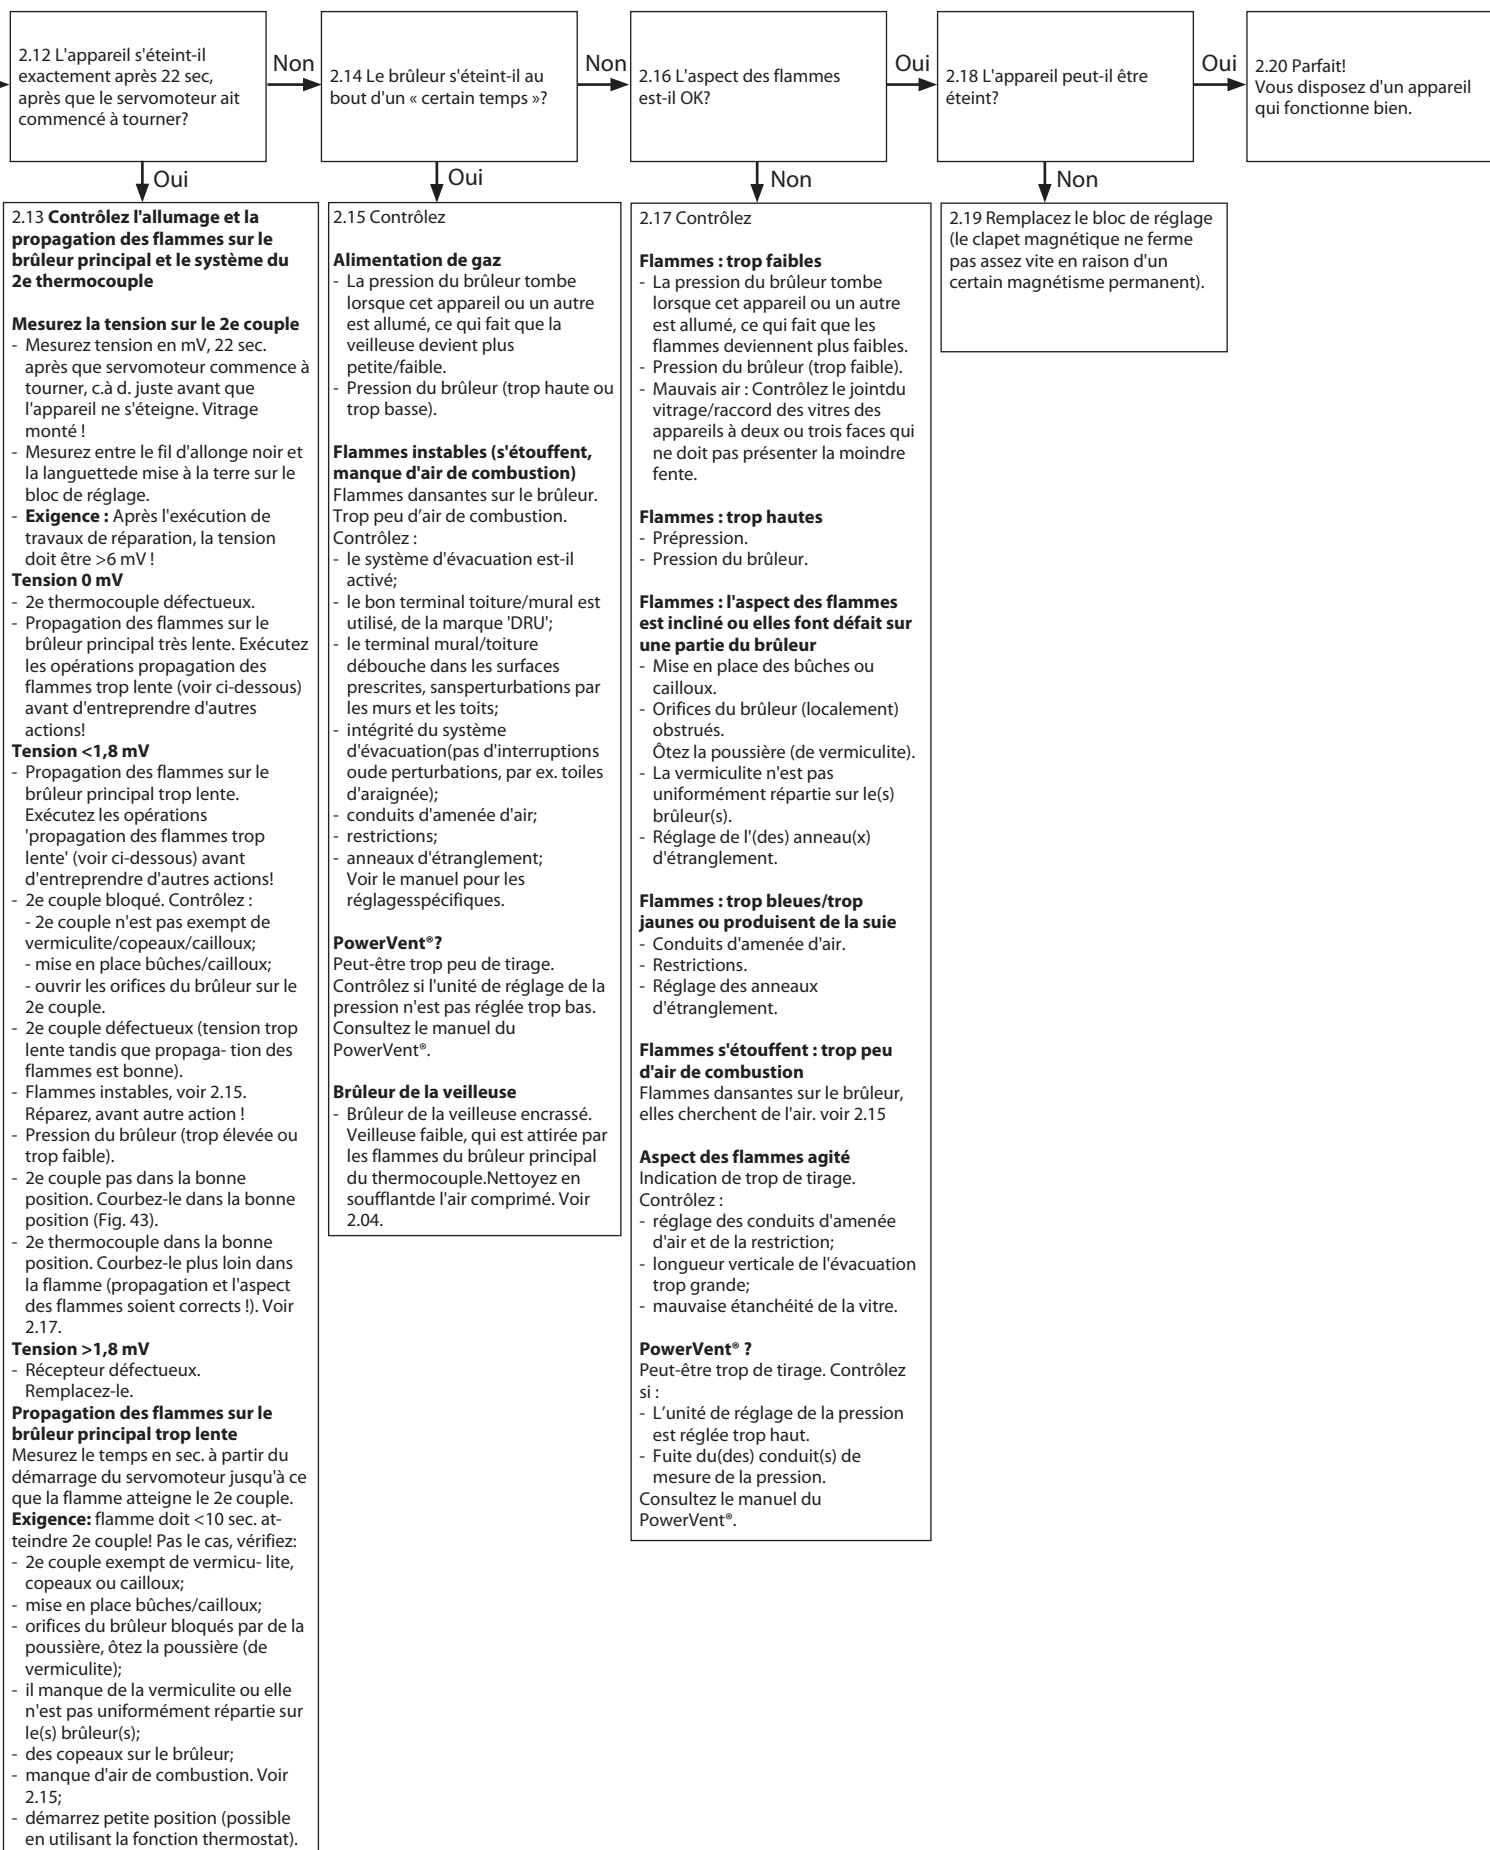 2.12 L'appareil s'éteint-il
exactement après 22 sec,
après que le servomoteur ait
commencé à tourner?
Non
2.14 Le brûleur s'éteint-il au
bout d'un « certain temps »?
Non
2.16 L'aspect des flammes
est-il OK?
Oui
2.18 L'appareil peut-il être
éteint?
Oui
2.20 Parfait!
Vous disposez d'un appareil
qui fonctionne bien.
Oui
Oui
Non
Non
2.13 Contrôlez l'allumage et la
propagation des flammes sur le
brûleur principal et le système du
2e thermocouple
Mesurez la tension sur le 2e couple
- Mesurez tension en mV, 22 sec.
après que servomoteur commence à
tourner, c.à d. juste avant que
l'appareil ne s'éteigne. Vitrage
monté !
- Mesurez entre le fil d'allonge noir et
la languettede mise à la terre sur le
bloc de réglage.
- Exigence : Après l'exécution de
travaux de réparation, la tension
doit être >6 mV !
Tension 0 mV
- 2e thermocouple défectueux.
- Propagation des flammes sur le
brûleur principal très lente. Exécutez
les opérations propagation des
flammes trop lente (voir ci-dessous)
avant d'entreprendre d'autres
actions!
Tension <1,8 mV
- Propagation des flammes sur le
brûleur principal trop lente.
Exécutez les opérations
'propagation des flammes trop
lente' (voir ci-dessous) avant
d'entreprendre d'autres actions!
- 2e couple bloqué. Contrôlez :
- 2e couple n'est pas exempt de
vermiculite/copeaux/cailloux;
- mise en place bûches/cailloux;
- ouvrir les orifices du brûleur sur le
2e couple.
- 2e couple défectueux (tension trop
lente tandis que propaga- tion des
flammes est bonne).
- Flammes instables, voir 2.15.
Réparez, avant autre action !
- Pression du brûleur (trop élevée ou
trop faible).
- 2e couple pas dans la bonne
position. Courbez-le dans la bonne
position (Fig. 43).
- 2e thermocouple dans la bonne
position. Courbez-le plus loin dans
la flamme (propagation et l'aspect
des flammes soient corrects !). Voir
2.17.
Tension >1,8 mV
- Récepteur défectueux.
Remplacez-le.
Propagation des flammes sur le
brûleur principal trop lente
Mesurez le temps en sec. à partir du
démarrage du servomoteur jusqu'à ce
que la flamme atteigne le 2e couple.
Exigence: flamme doit <10 sec. at-
teindre 2e couple! Pas le cas, vérifiez:
- 2e couple exempt de vermicu- lite,
copeaux ou cailloux;
- mise en place bûches/cailloux;
- orifices du brûleur bloqués par de la
poussière, ôtez la poussière (de
vermiculite);
- il manque de la vermiculite ou elle
n'est pas uniformément répartie sur
le(s) brûleur(s);
- des copeaux sur le brûleur;
- manque d'air de combustion. Voir
2.15;
- démarrez petite position (possible
en utilisant la fonction thermostat).
2.15 Contrôlez
Alimentation de gaz
- La pression du brûleur tombe
lorsque cet appareil ou un autre
est allumé, ce qui fait que la
veilleuse devient plus
petite/faible.
- Pression du brûleur (trop haute ou
trop basse).
Flammes instables (s'étouffent,
manque d'air de combustion)
Flammes dansantes sur le brûleur.
Trop peu d’air de combustion.
Contrôlez :
- le système d'évacuation est-il
activé;
- le bon terminal toiture/mural est
utilisé, de la marque 'DRU';
- le terminal mural/toiture
débouche dans les surfaces
prescrites, sansperturbations par
les murs et les toits;
- intégrité du système
d'évacuation(pas d'interruptions
oude perturbations, par ex. toiles
d'araignée);
- conduits d'amenée d'air;
- restrictions;
- anneaux d'étranglement;
Voir le manuel pour les
réglagesspécifiques.
PowerVent®?
Peut-être trop peu de tirage.
Contrôlez si l'unité de réglage de la
pression n'est pas réglée trop bas.
Consultez le manuel du
PowerVent®.
Brûleur de la veilleuse
- Brûleur de la veilleuse encrassé.
Veilleuse faible, qui est attirée par
les flammes du brûleur principal
du thermocouple.Nettoyez en
soufflantde l'air comprimé. Voir
2.04.
2.17 Contrôlez
Flammes : trop faibles
- La pression du brûleur tombe
lorsque cet appareil ou un autre
est allumé, ce qui fait que les
flammes deviennent plus faibles.
- Pression du brûleur (trop faible).
- Mauvais air : Contrôlez le jointdu
vitrage/raccord des vitres des
appareils à deux ou trois faces qui
ne doit pas présenter la moindre
fente.
Flammes : trop hautes
- Prépression.
- Pression du brûleur.
Flammes : l'aspect des flammes
est incliné ou elles font défait sur
une partie du brûleur
- Mise en place des bûches ou
cailloux.
- Orifices du brûleur (localement)
obstrués.
Ôtez la poussière (de vermiculite).
- La vermiculite n'est pas
uniformément répartie sur le(s)
brûleur(s).
- Réglage de l'(des) anneau(x)
d'étranglement.
Flammes : trop bleues/trop
jaunes ou produisent de la suie
- Conduits d'amenée d'air.
- Restrictions.
- Réglage des anneaux
d'étranglement.
Flammes s'étouffent : trop peu
d'air de combustion
Flammes dansantes sur le brûleur,
elles cherchent de l'air. voir 2.15
Aspect des flammes agité
Indication de trop de tirage.
Contrôlez :
- réglage des conduits d'amenée
d'air et de la restriction;
- longueur verticale de l'évacuation
trop grande;
- mauvaise étanchéité de la vitre.
PowerVent® ?
Peut-être trop de tirage. Contrôlez
si :
- L’unité de réglage de la pression
est réglée trop haut.
- Fuite du(des) conduit(s) de
mesure de la pression.
Consultez le manuel du
PowerVent®.
2.19 Remplacez le bloc de réglage
(le clapet magnétique ne ferme
pas assez vite en raison d'un
certain magnétisme permanent).